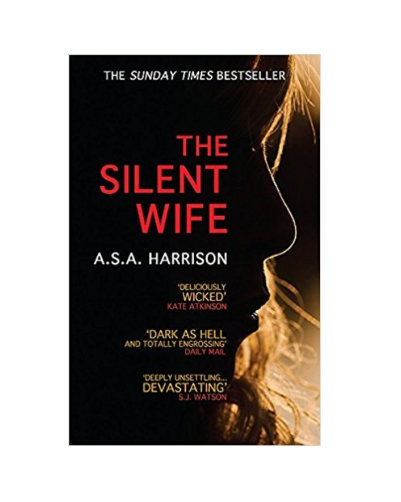 THE SUNDAY TIMES BESTSELLER
THE
SILENT
WIFE
A.S.A. HARRISON
'DELICIOUSLY
WICKED'
KATE ATKINSON
'DARK AS HELL
AND TOTALLY ENGROSSING'
DAILY MAIL
'DEEPLY UNSETTLING...
DEVASTATING'
S.J. WATSON